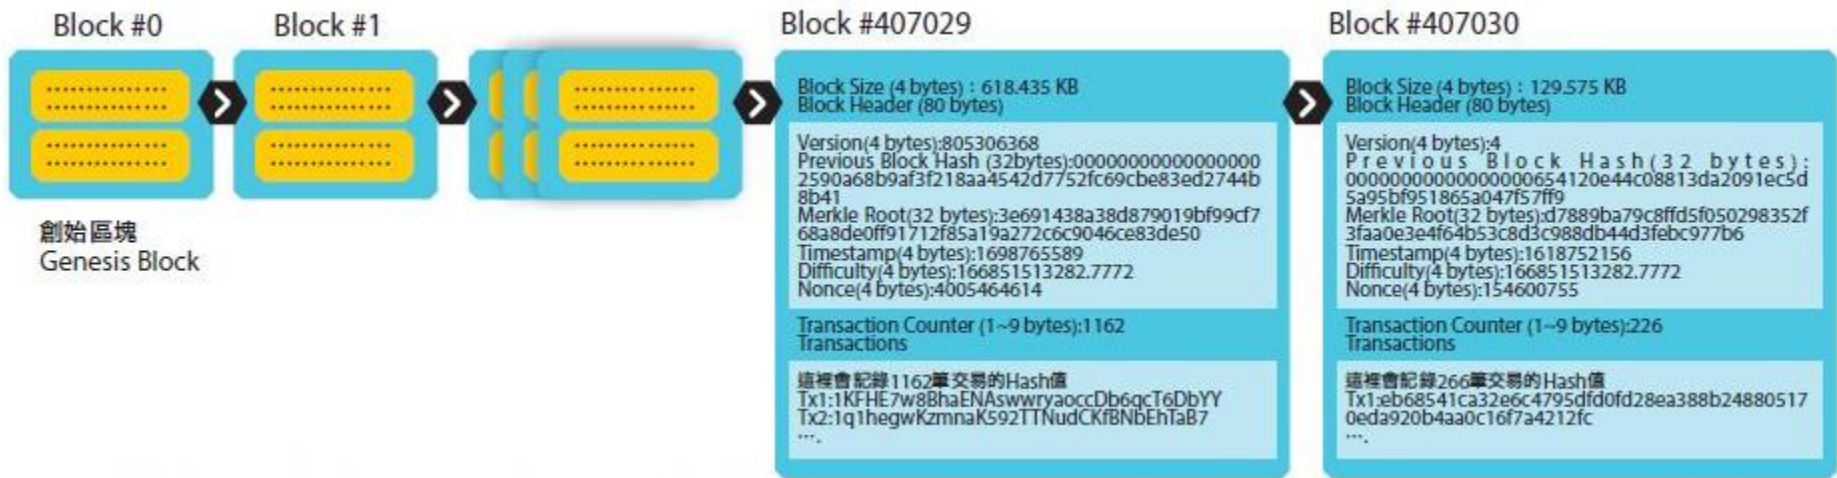 Block #0
Block #1
創始區塊
Genesis Block
Block #407029
Block Size (4 bytes)：618.435 KB
Block Header (80 bytes)
Version(4 bytes):805306368
Previous Block Hash (32bytes):00000000000000000
2590a68b9af3f218aa4542d7752fc69cbe83ed2744b
8b41
Merkle Root(32 bytes):3e691438a38d879019bf99cf7
68a8de0ff91712f85a19a272c6c9046ce83de50
Timestamp(4 bytes):1698765589
Difficulty(4 bytes):166851513282.7772
Nonce(4 bytes):4005464614
Transaction Counter (1~9 bytes):1162
Transactions
這裡會記錄1162筆交易的Hash值
Tx1:1KFHE7w8BhaENAswwryaoccDb6qcT6DbYY
Tx2:1q1hegwKzmnaK592TTNudCKfBNbEhTaB7
….
Block #407030
Block Size (4 bytes)：129.575 KB
Block Header (80 bytes)
Version(4 bytes):4
Previous Block Hash(32 bytes):
00000000000000000654120e44c08813da2091ec5d
5a95bf951865a047f57ff9
Merkle Root(32 bytes):d7889ba79c8ffd5f050298352f
3faa0e3e4f64b53c8d3c988db44d3febc977b6
Timestamp(4 bytes):1618752156
Difficulty(4 bytes):166851513282.7772
Nonce(4 bytes):154600755
Transaction Counter (1~9 bytes):226
Transactions
這裡會記錄266筆交易的Hash值
Tx1:eb68541ca32e6c4795dfd0fd28ea388b24880517
0eda920b4aa0c16f7a4212fc
….